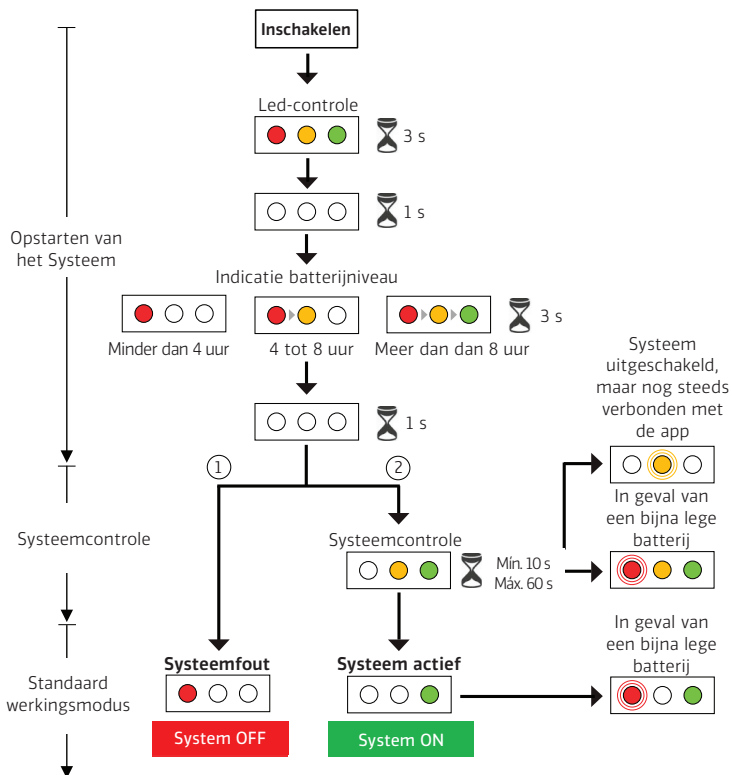 Inschakelen
Led-controle
3 s
1 s
Opstarten van
het Systeem
Indicatie batterijniveau
3 s
Minder dan 4 uur
4 tot 8 uur
Meer dan dan 8 uur
1 s
Systeem
uitgeschakeld,
maar nog steeds
verbonden met
de app
1
2
Systeemcontrole
Systeemcontrole
Mín. 10 s
Máx. 60 s
In geval van
een bijna lege
batterij
Standaard
werkingsmodus
Systeemfout
System OFF
Systeem actief
System ON
In geval van
een bijna lege
batterij